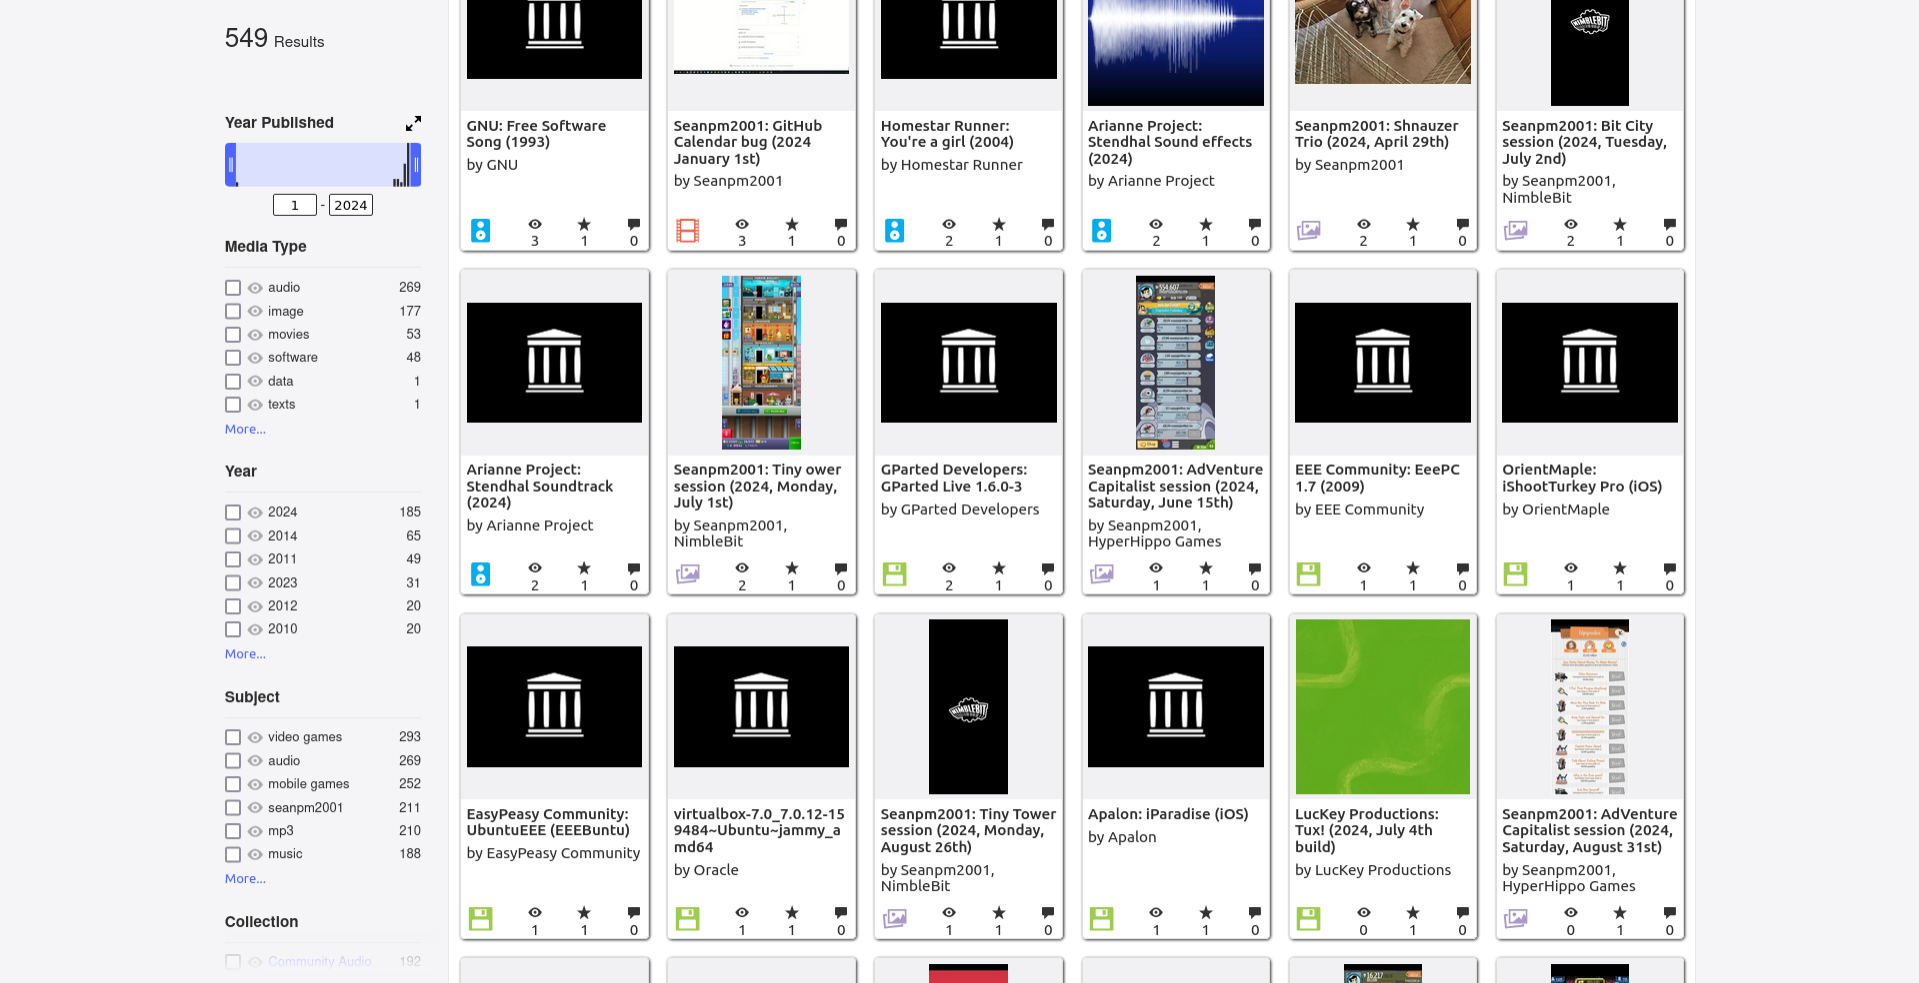 549 Results
Year Published
1 - 2024
Media Type
audio 269
image 177
movies 53
software 48
data 1
texts 1
More...
Year
2024 185
2014 65
2011 49
2023 31
2012 20
2010 20
More...
Subject
video games 293
audio 269
mobile games 252
seanpm2001 211
mp3 210
music 188
More...
Collection
Community Audio 192
GNU: Free Software
Song (1993)
by GNU
3 1 0
Seanpm2001: GitHub
Calendar bug (2024
January 1st)
by Seanpm2001
3 1 0
Homestar Runner:
You're a girl (2004)
by Homestar Runner
2 1 0
Arianne Project:
Stendhal Sound effects
(2024)
by Arianne Project
2 1 0
Seanpm2001: Shnauzer
Trio (2024, April 29th)
by Seanpm2001
2 1 0
NIMBLEBIT
Seanpm2001: Bit City
session (2024, Tuesday,
July 2nd)
by Seanpm2001,
NimbleBit
2 1 0
Arianne Project:
Stendhal Soundtrack
(2024)
by Arianne Project
2 1 0
Seanpm2001: Tiny ower
session (2024, Monday,
July 1st)
by Seanpm2001,
NimbleBit
2 1 0
GParted Developers:
GParted Live 1.6.0-3
by GParted Developers
2 1 0
Seanpm2001: AdVenture
Capitalist session (2024,
Saturday, June 15th)
by Seanpm2001,
HyperHippo Games
1 1 0
EEE Community: EeePC
1.7 (2009)
by EEE Community
1 1 0
OrientMaple:
iShootTurkey Pro (iOS)
by OrientMaple
1 1 0
EasyPeasy Community:
UbuntuEEE (EEEBuntu)
by EasyPeasy Community
1 1 0
virtualbox-7.0_7.0.12-15
9484~Ubuntu~jammy_a
md64
by Oracle
1 1 0
NIMBLEBIT
Seanpm2001: Tiny Tower
session (2024, Monday,
August 26th)
by Seanpm2001,
NimbleBit
1 1 0
Apalon: iParadise (iOS)
by Apalon
1 1 0
LucKey Productions:
Tux! (2024, July 4th
build)
by LucKey Productions
0 1 0
Seanpm2001: AdVenture
Capitalist session (2024,
Saturday, August 31st)
by Seanpm2001,
HyperHippo Games
0 1 0